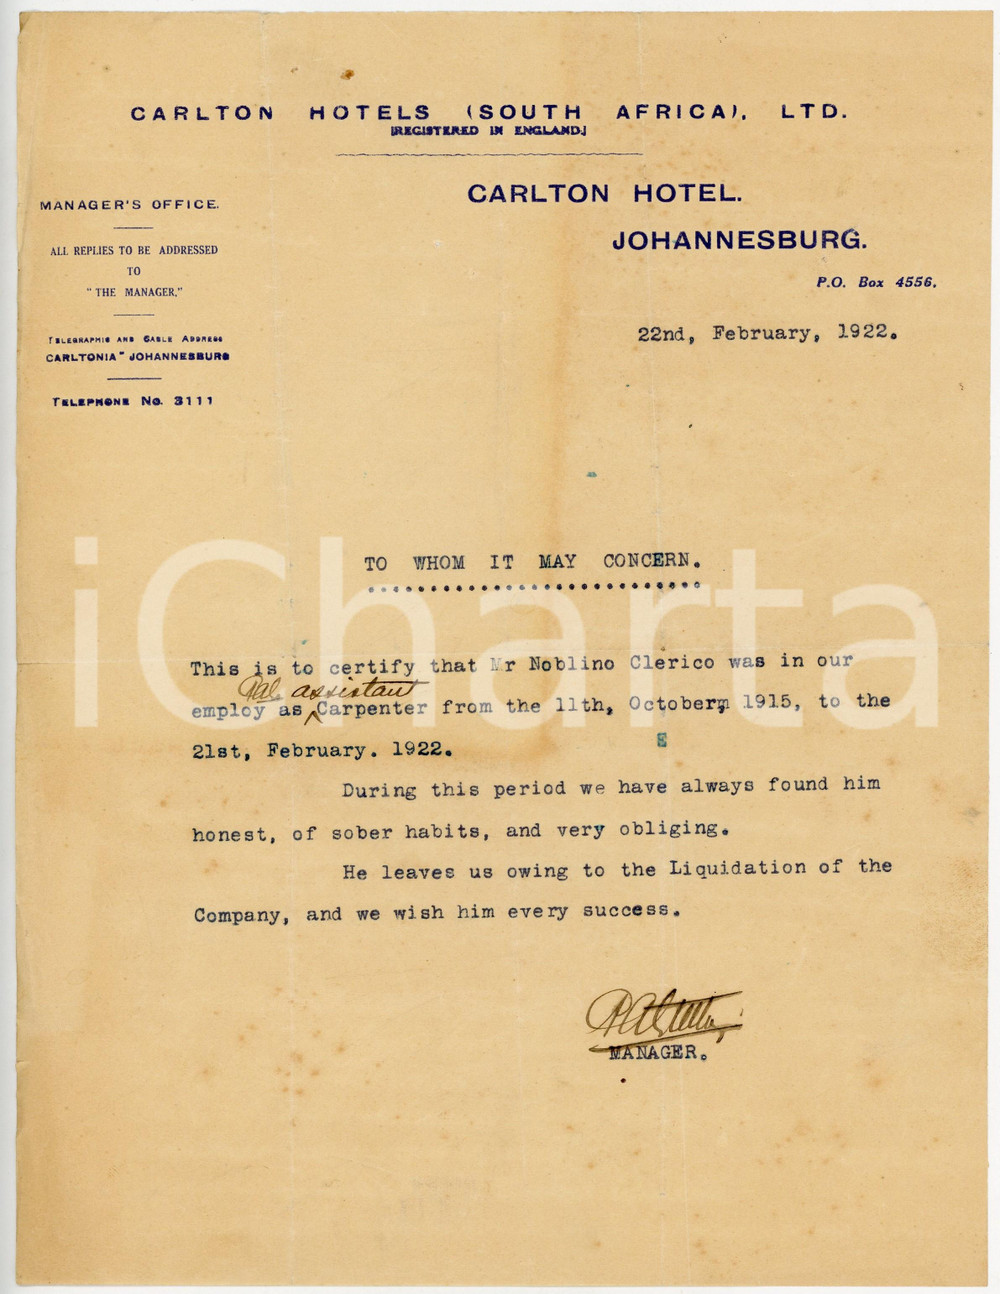 CARLTON HOTELS (SOUTH AFRICA), LTD.
[REGISTERED IN ENGLAND.]
CARLTON HOTEL.
JOHANNESBURG.
P.O. Box 4556.
MANAGER'S OFFICE.
ALL REPLIES TO BE ADDRESSED
TO
"THE MANAGER."
TELEGRAPHIC AND CABLE ADDRESS
CARLTONIA" JOHANNESBURG
TELEPHONE NO. 3111
22nd, February, 1922.
TO WHOM IT MAY CONCERN.
This is to certify that Mr Noblino Clerico was in our
assistant
employ as Carpenter from the 11th, October, 1915, to the
E
21st, February. 1922.
During this period we have always found him
honest, of sober habits, and very obliging.
He leaves us owing to the Liquidation of the
Company, and we wish him every success.
MANAGER.
iCharta